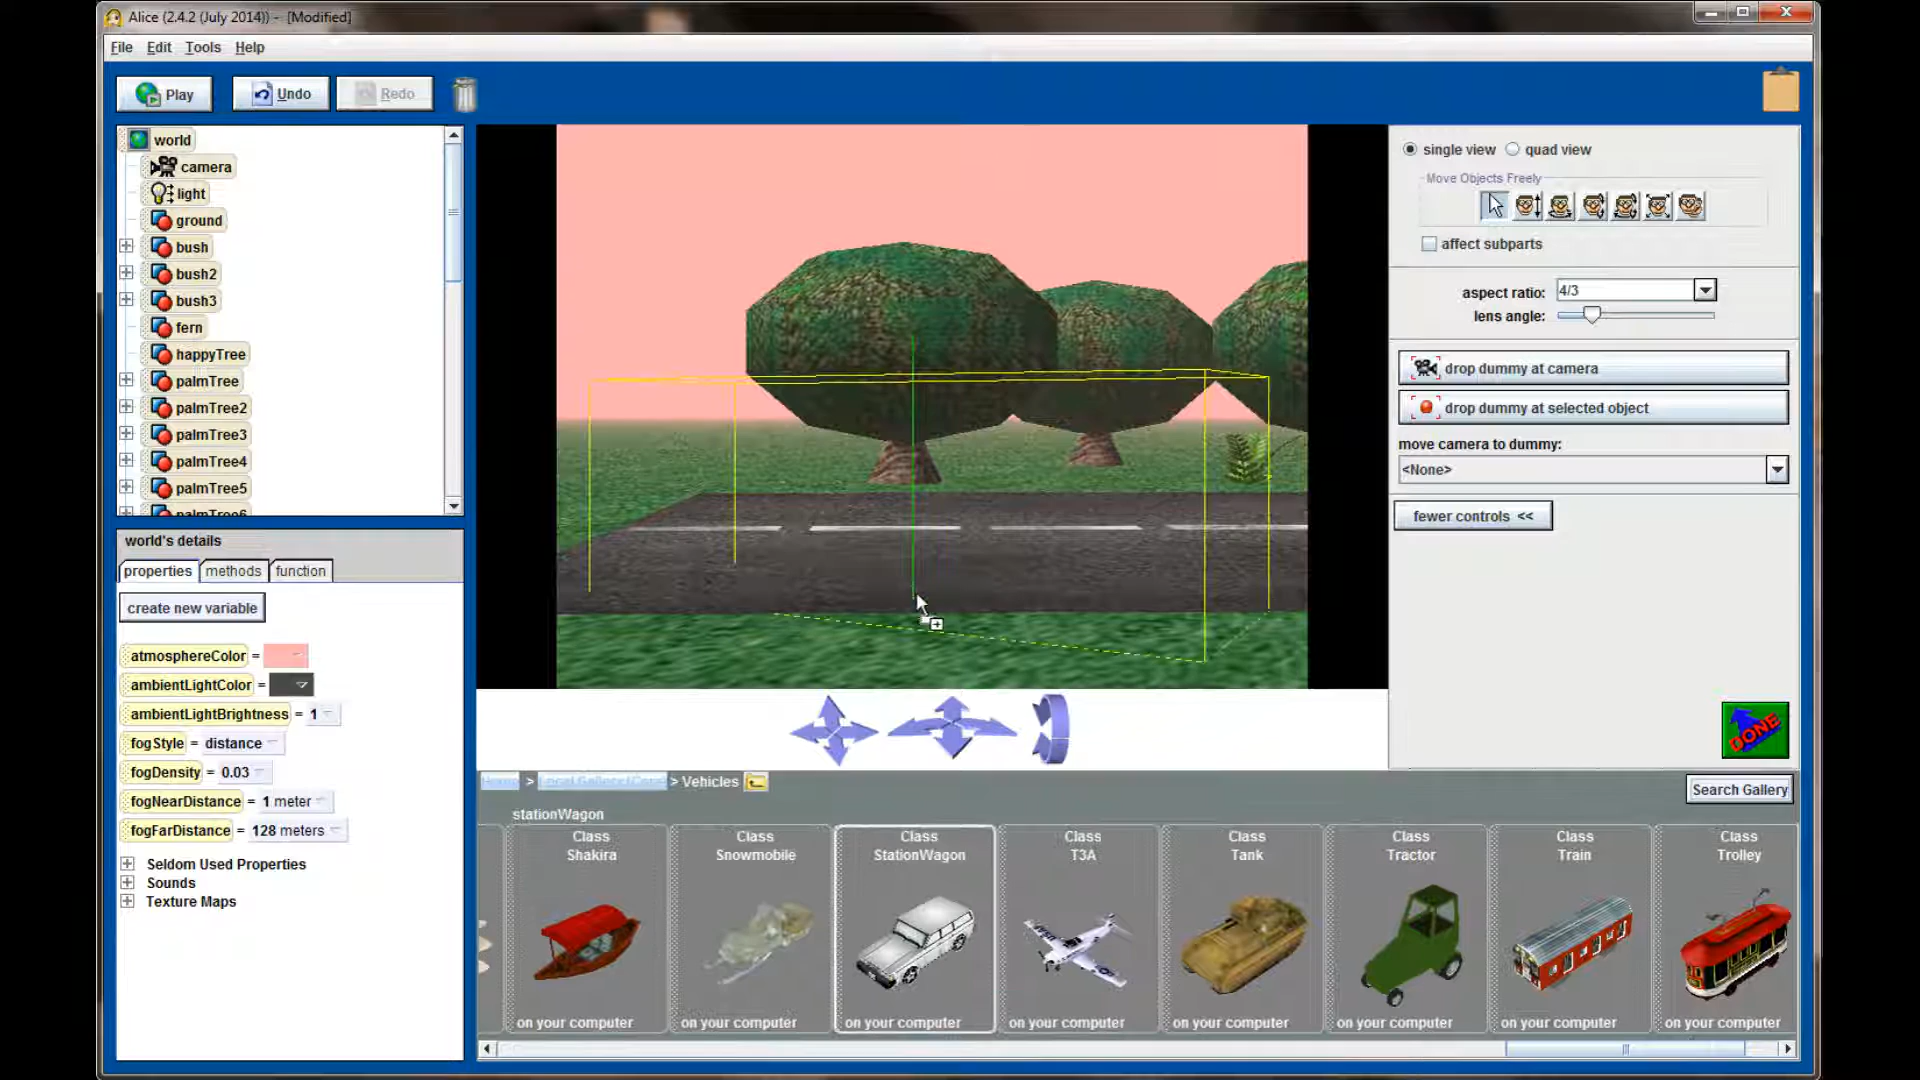 Alice (2.4.2 (July 2014)) - [Modified]
File Edit Tools Help
Play Undo Redo
world
camera
light
ground
bush
bush2
bush3
fern
happyTree
palmTree
palmTree2
palmTree3
palmTree4
palmTree5
palmTree6
single view quad view
Move Objects Freely
affect subparts
aspect ratio: 4/3
lens angle:
drop dummy at camera
drop dummy at selected object
move camera to dummy:
<None>
fewer controls <<
DONE
world's details
properties methods function
create new variable
atmosphereColor =
ambientLightColor =
ambientLightBrightness = 1
fogStyle = distance
fogDensity = 0.03
fogNearDistance = 1 meter
fogFarDistance = 128 meters
Seldom Used Properties
Sounds
Texture Maps
Home > Local Gallery (Core) > Vehicles
Search Gallery
stationWagon
Class Shakira
on your computer
Class Snowmobile
on your computer
Class StationWagon
on your computer
Class T3A
on your computer
Class Tank
on your computer
Class Tractor
on your computer
Class Train
on your computer
Class Trolley
on your computer